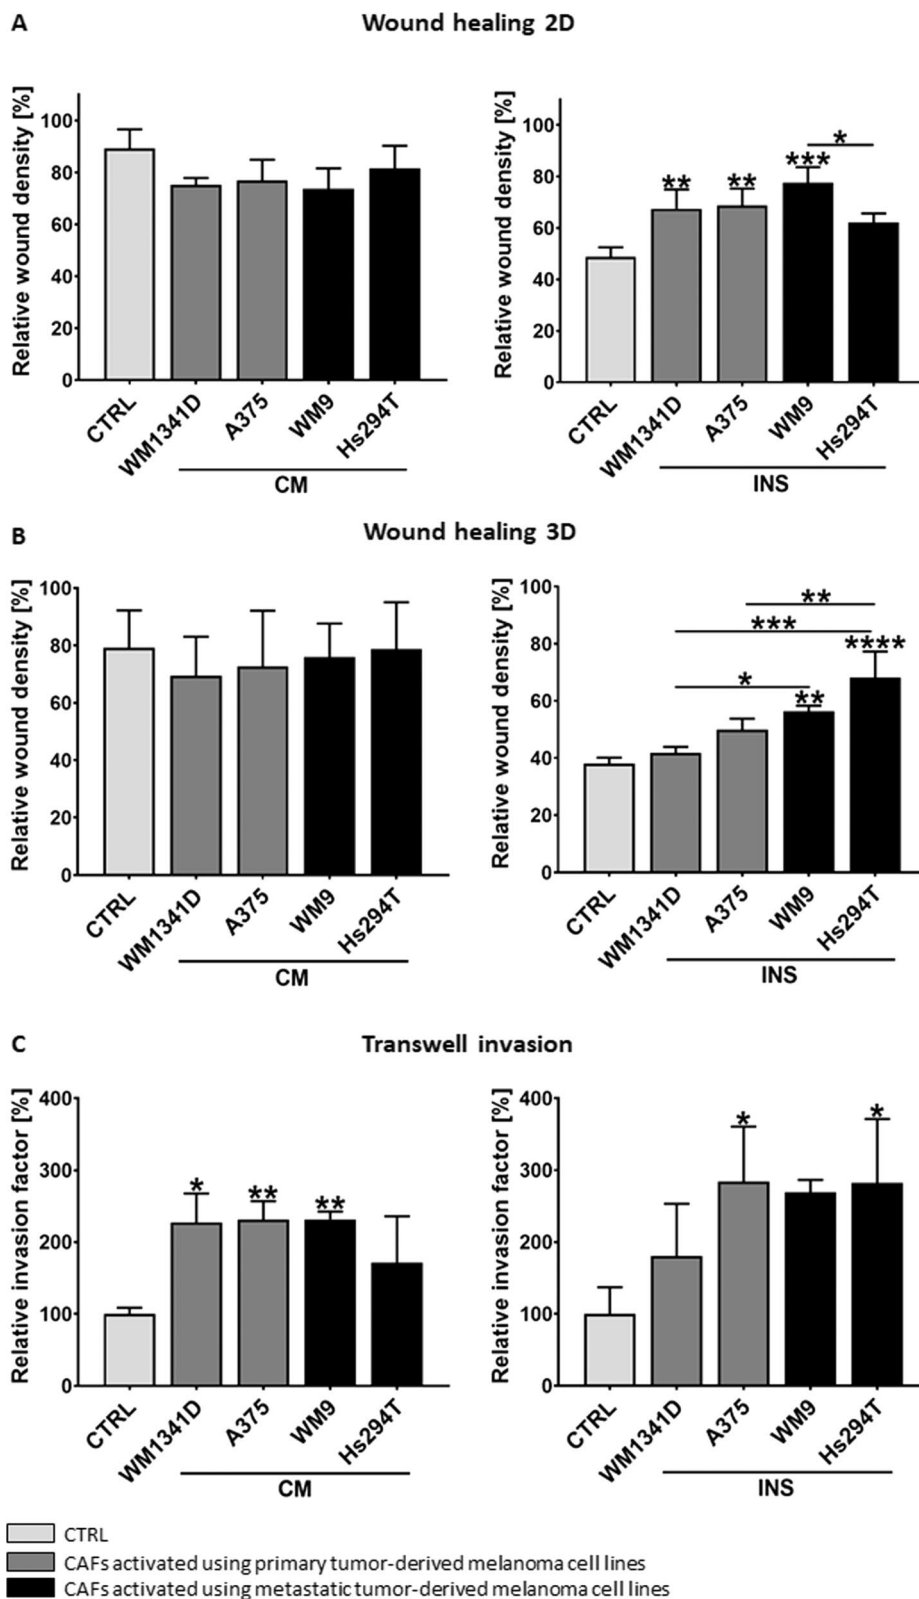 A Wound healing 2D
Relative wound density [%]
100
80
60
40
20
0
CTRL
WM1341D
A375
WM9
Hs294T
CM
Relative wound density [%]
100
80
60
40
20
0
**
**
***
*
CTRL
WM1341D
A375
WM9
Hs294T
INS
B Wound healing 3D
Relative wound density [%]
100
80
60
40
20
0
CTRL
WM1341D
A375
WM9
Hs294T
CM
Relative wound density [%]
100
80
60
40
20
0
**
***
****
*
**
CTRL
WM1341D
A375
WM9
Hs294T
INS
C Transwell invasion
Relative invasion factor [%]
400
300
200
100
0
*
**
**
CTRL
WM1341D
A375
WM9
Hs294T
CM
Relative invasion factor [%]
400
300
200
100
0
*
*
CTRL
WM1341D
A375
WM9
Hs294T
INS
CTRL
CAFs activated using primary tumor-derived melanoma cell lines
CAFs activated using metastatic tumor-derived melanoma cell lines